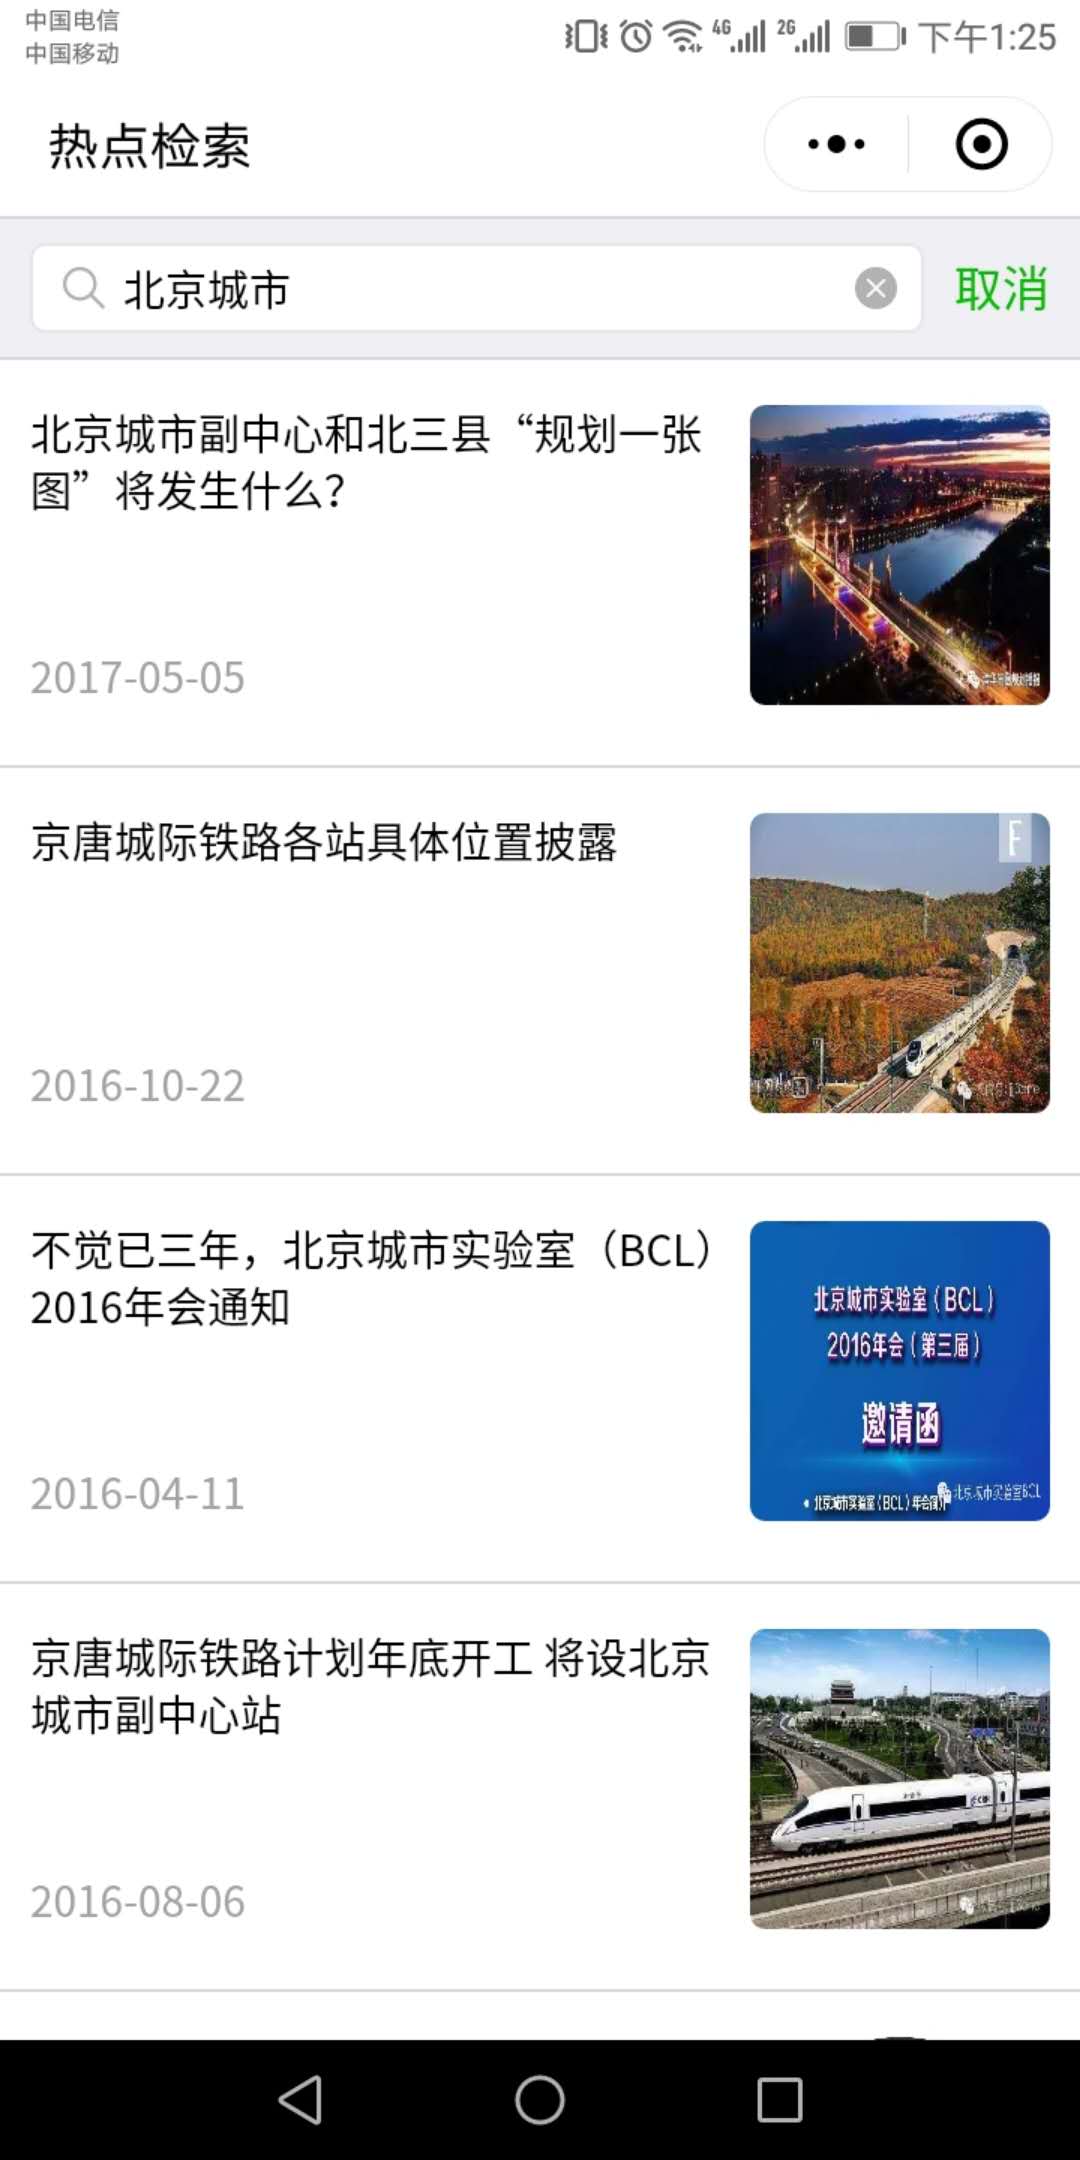 中国电信
中国移动
4G
2G
下午1:25
热点检索
北京城市
取消
北京城市副中心和北三县“规划一张
图”将发生什么？
2017-05-05
京唐城际铁路各站具体位置披露
2016-10-22
不觉已三年，北京城市实验室（BCL）
2016年会通知
2016-04-11
北京城市实验室（BCL）
2016年会（第三届）
邀请函
北京城市实验室BCL
北京城市实验室（BCL）年会简介
京唐城际铁路计划年底开工 将设北京
城市副中心站
2016-08-06